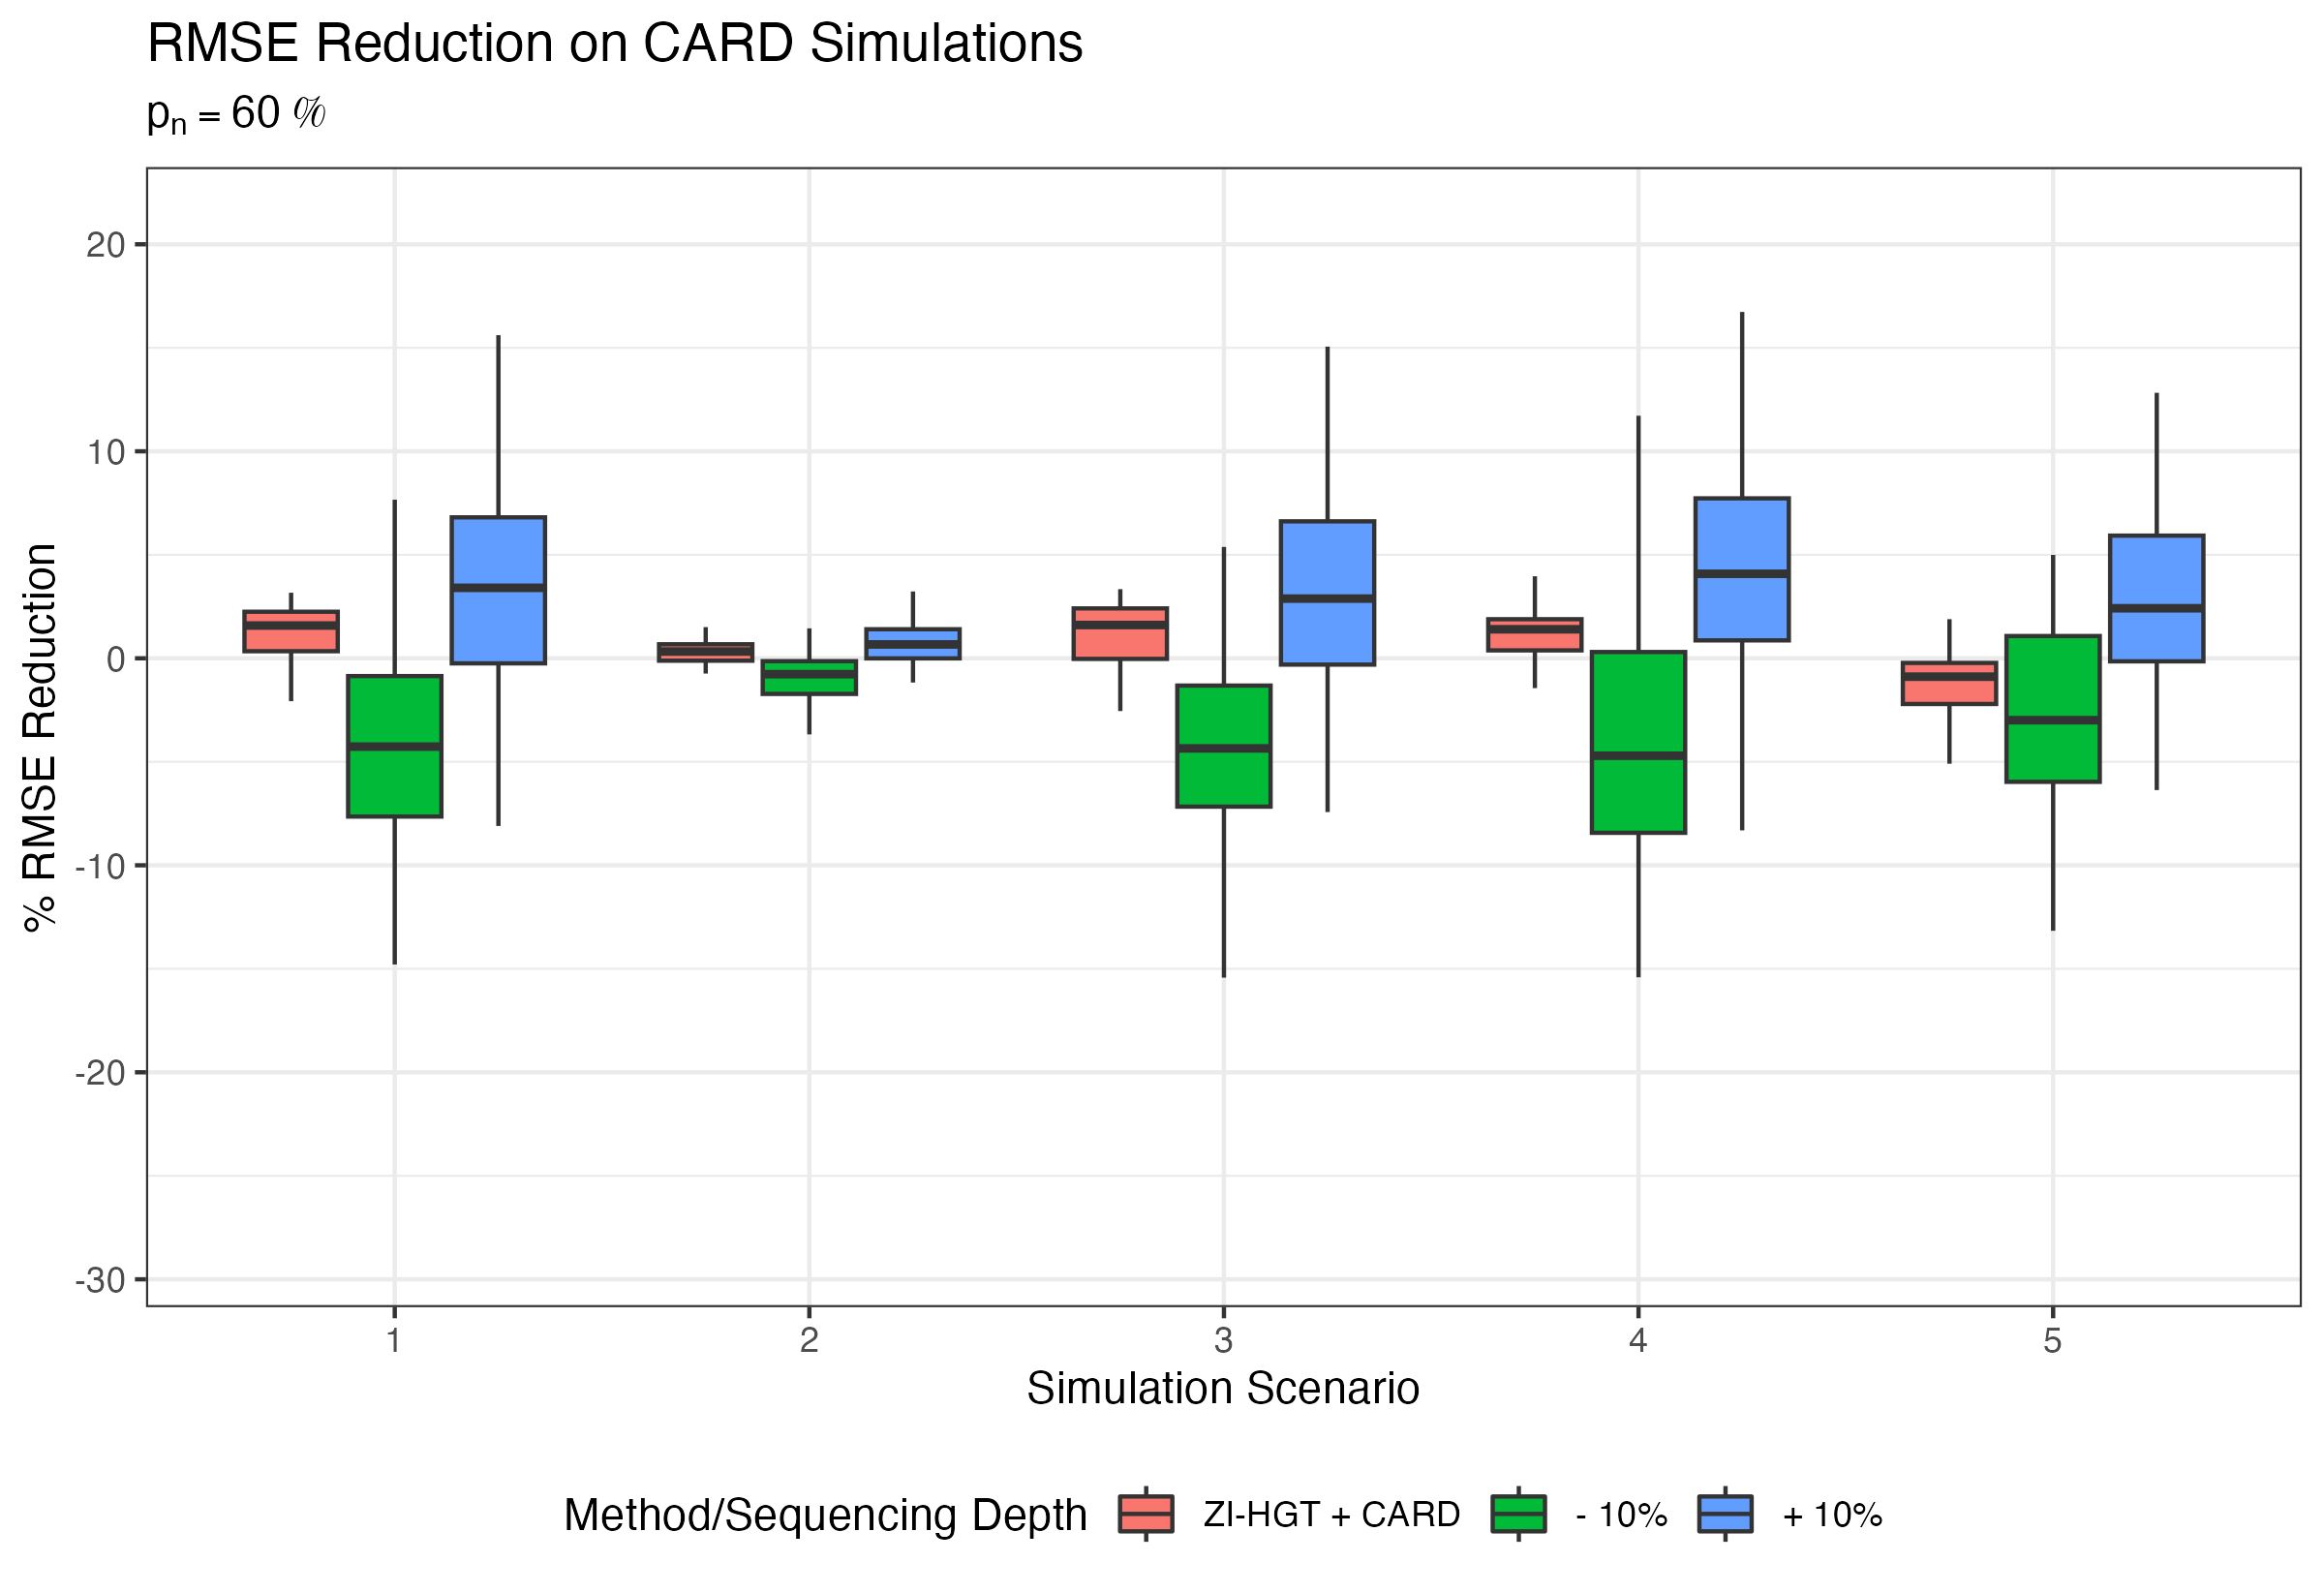 RMSE Reduction on CARD Simulations
pn = 60 %
% RMSE Reduction
20
10
0
-10
-20
-30
1 2 3 4 5
Simulation Scenario
Method/Sequencing Depth ZI-HGT + CARD - 10% + 10%